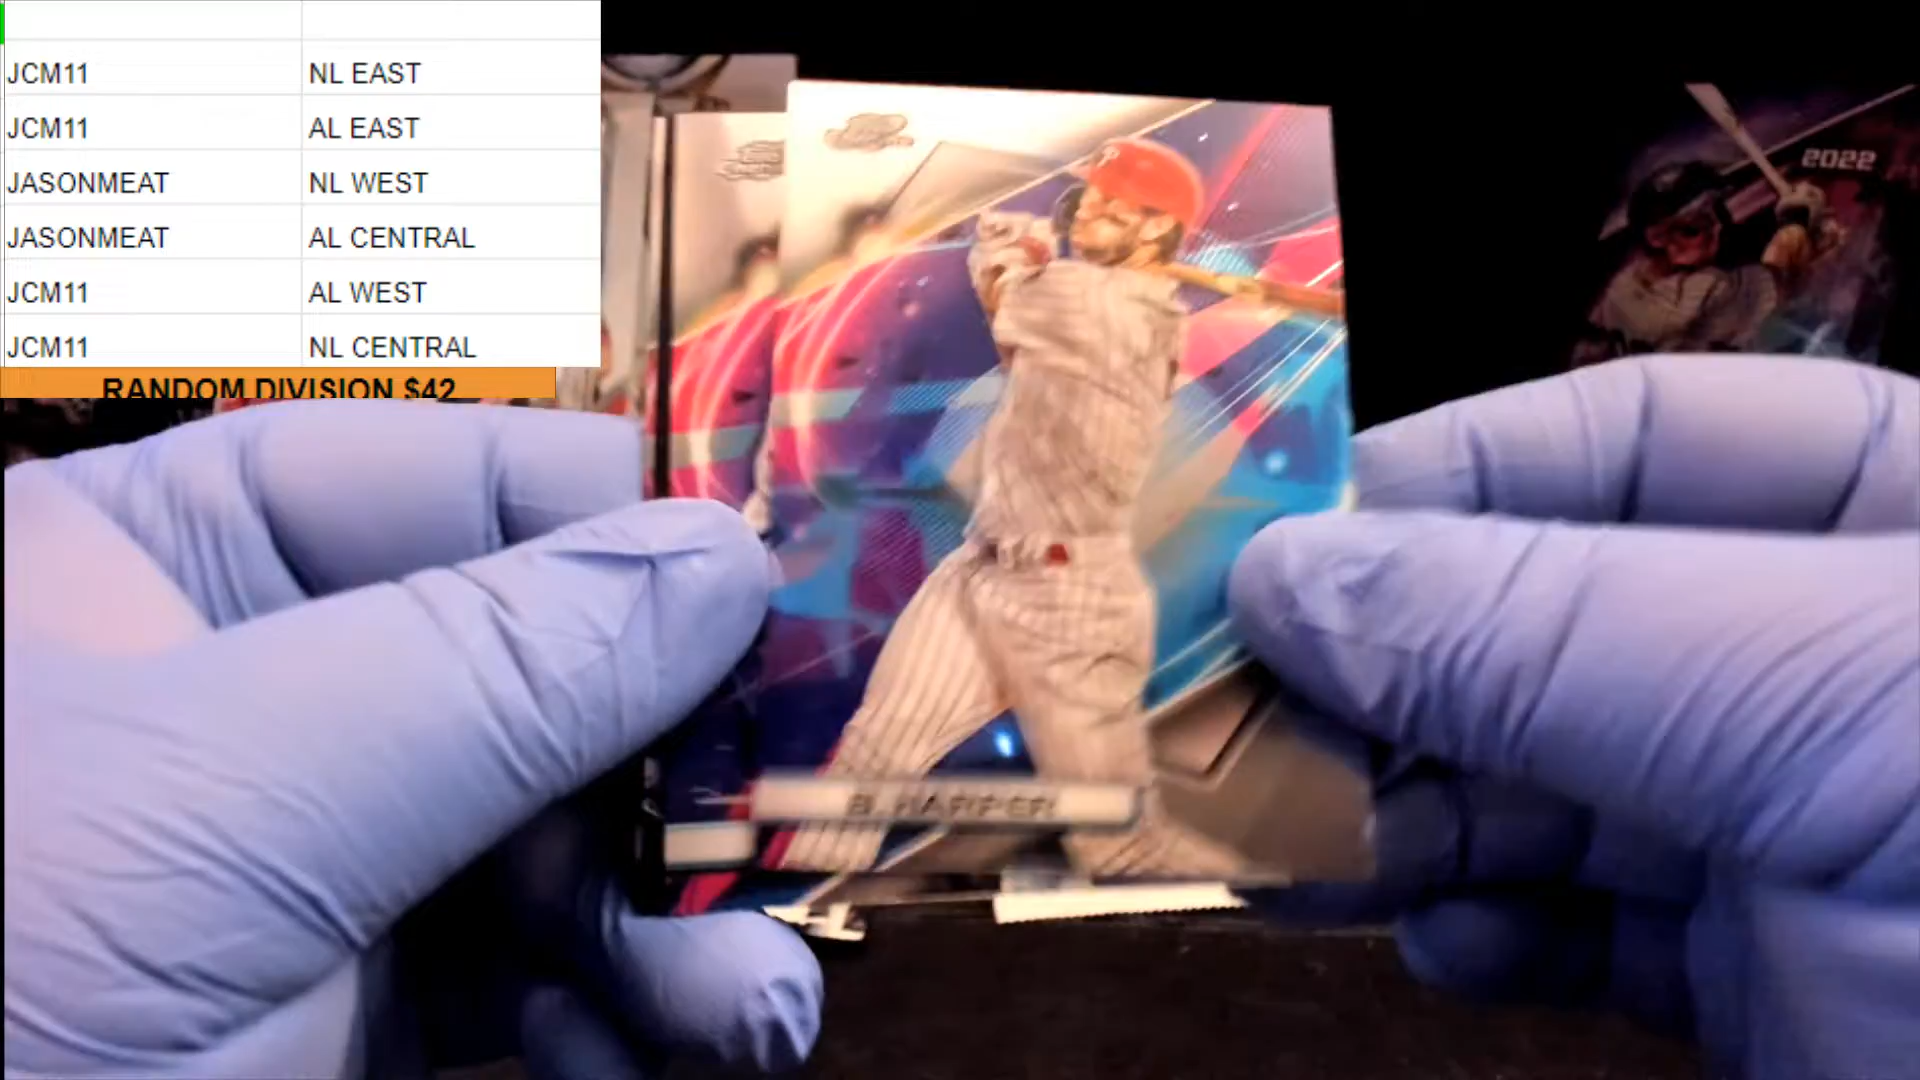 JCM11 NL EAST
JCM11 AL EAST
JASONMEAT NL WEST
JASONMEAT AL CENTRAL
JCM11 AL WEST
JCM11 NL CENTRAL
RANDOM DIVISION $42
2022
P
B. HARPER